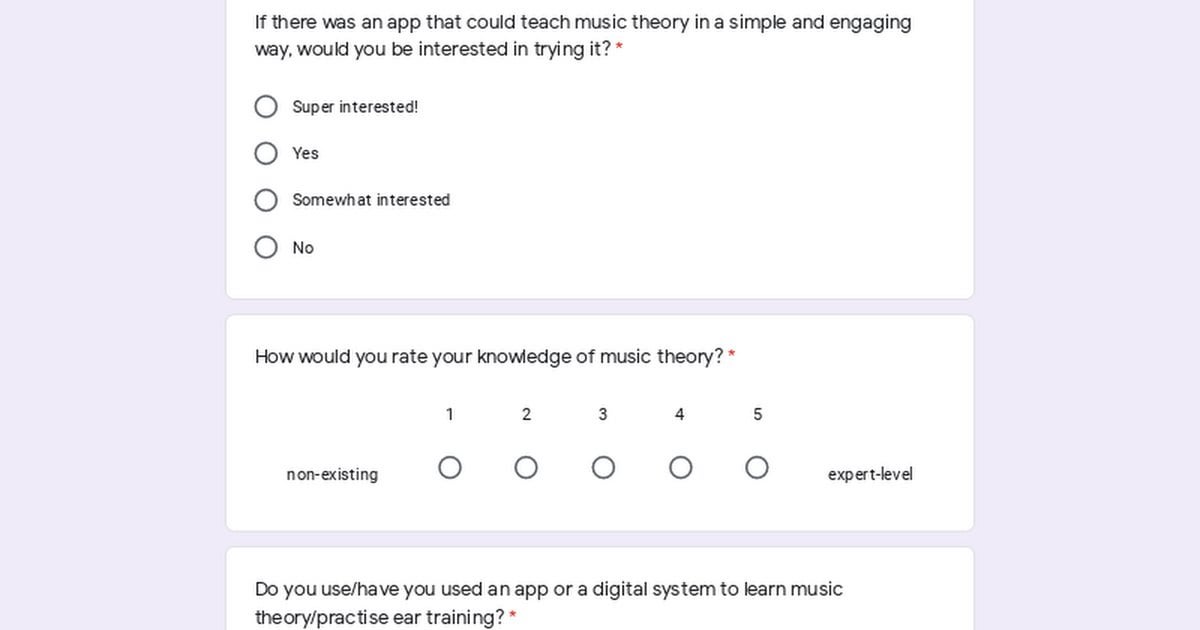 If there was an app that could teach music theory in a simple and engaging
way, would you be interested in trying it? *
Super interested!
Yes
Somewhat interested
No
How would you rate your knowledge of music theory? *
1 2 3 4 5
non-existing expert-level
Do you use/have you used an app or a digital system to learn music
theory/practise ear training? *